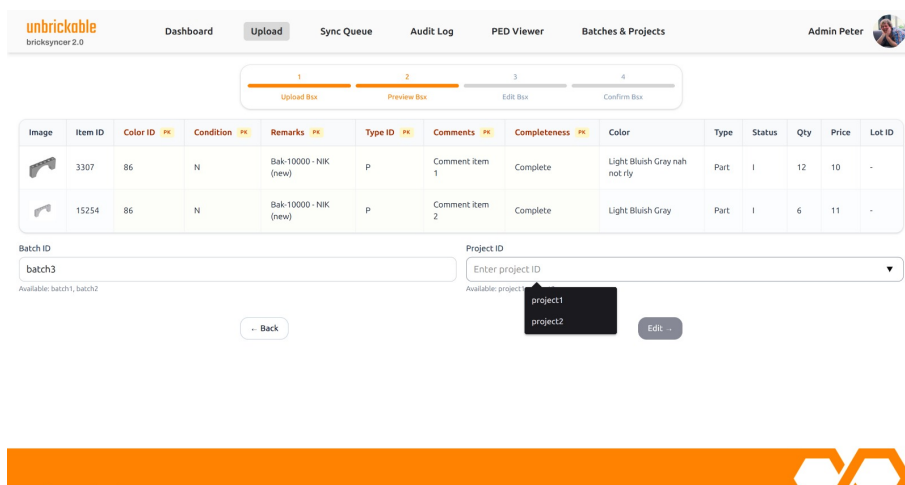 unbrickable
bricksyncer 2.0
Dashboard Upload Sync Queue Audit Log PED Viewer Batches & Projects Admin Peter
1 2 3 4
Upload Bsx Preview Bsx Edit Bsx Confirm Bsx
Image Item ID Color ID PK Condition PK Remarks PK Type ID PK Comments PK Completeness PK Color Type Status Qty Price Lot ID
3307 86 N Bak-10000 - NIK (new) P Comment item 1 Complete Light Bluish Gray nah not rly Part I 12 10 -
15254 86 N Bak-10000 - NIK (new) P Comment item 2 Complete Light Bluish Gray Part I 6 11 -
Batch ID Project ID
batch3 Enter project ID ▼
Available: batch1, batch2 Available: project1
project1
project2
← Back Edit →